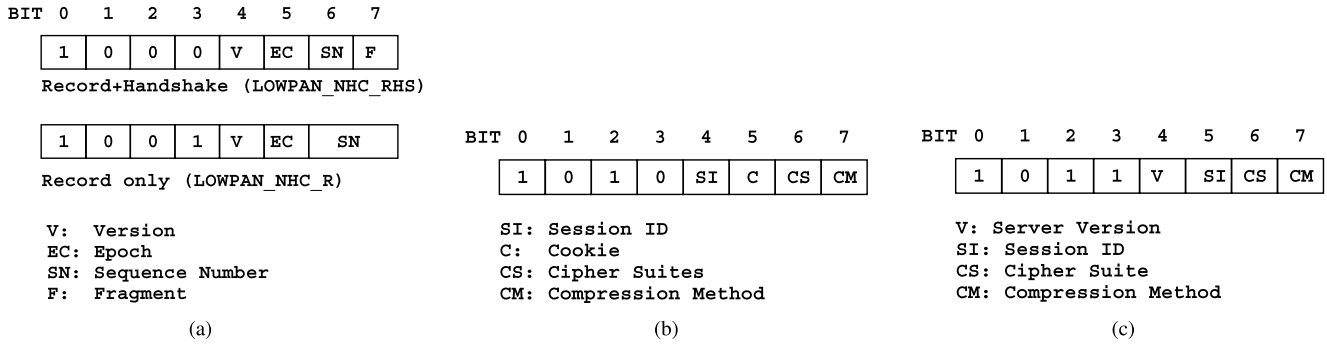 BIT 0 1 2 3 4 5 6 7
1 0 0 0 V EC SN F
Record+Handshake (LOWPAN_NHC_RHS)
1 0 0 1 V EC SN
Record only (LOWPAN_NHC_R)
V: Version
EC: Epoch
SN: Sequence Number
F: Fragment
(a)
BIT 0 1 2 3 4 5 6 7
1 0 1 0 SI C CS CM
SI: Session ID
C: Cookie
CS: Cipher Suites
CM: Compression Method
(b)
BIT 0 1 2 3 4 5 6 7
1 0 1 1 V SI CS CM
V: Server Version
SI: Session ID
CS: Cipher Suite
CM: Compression Method
(c)